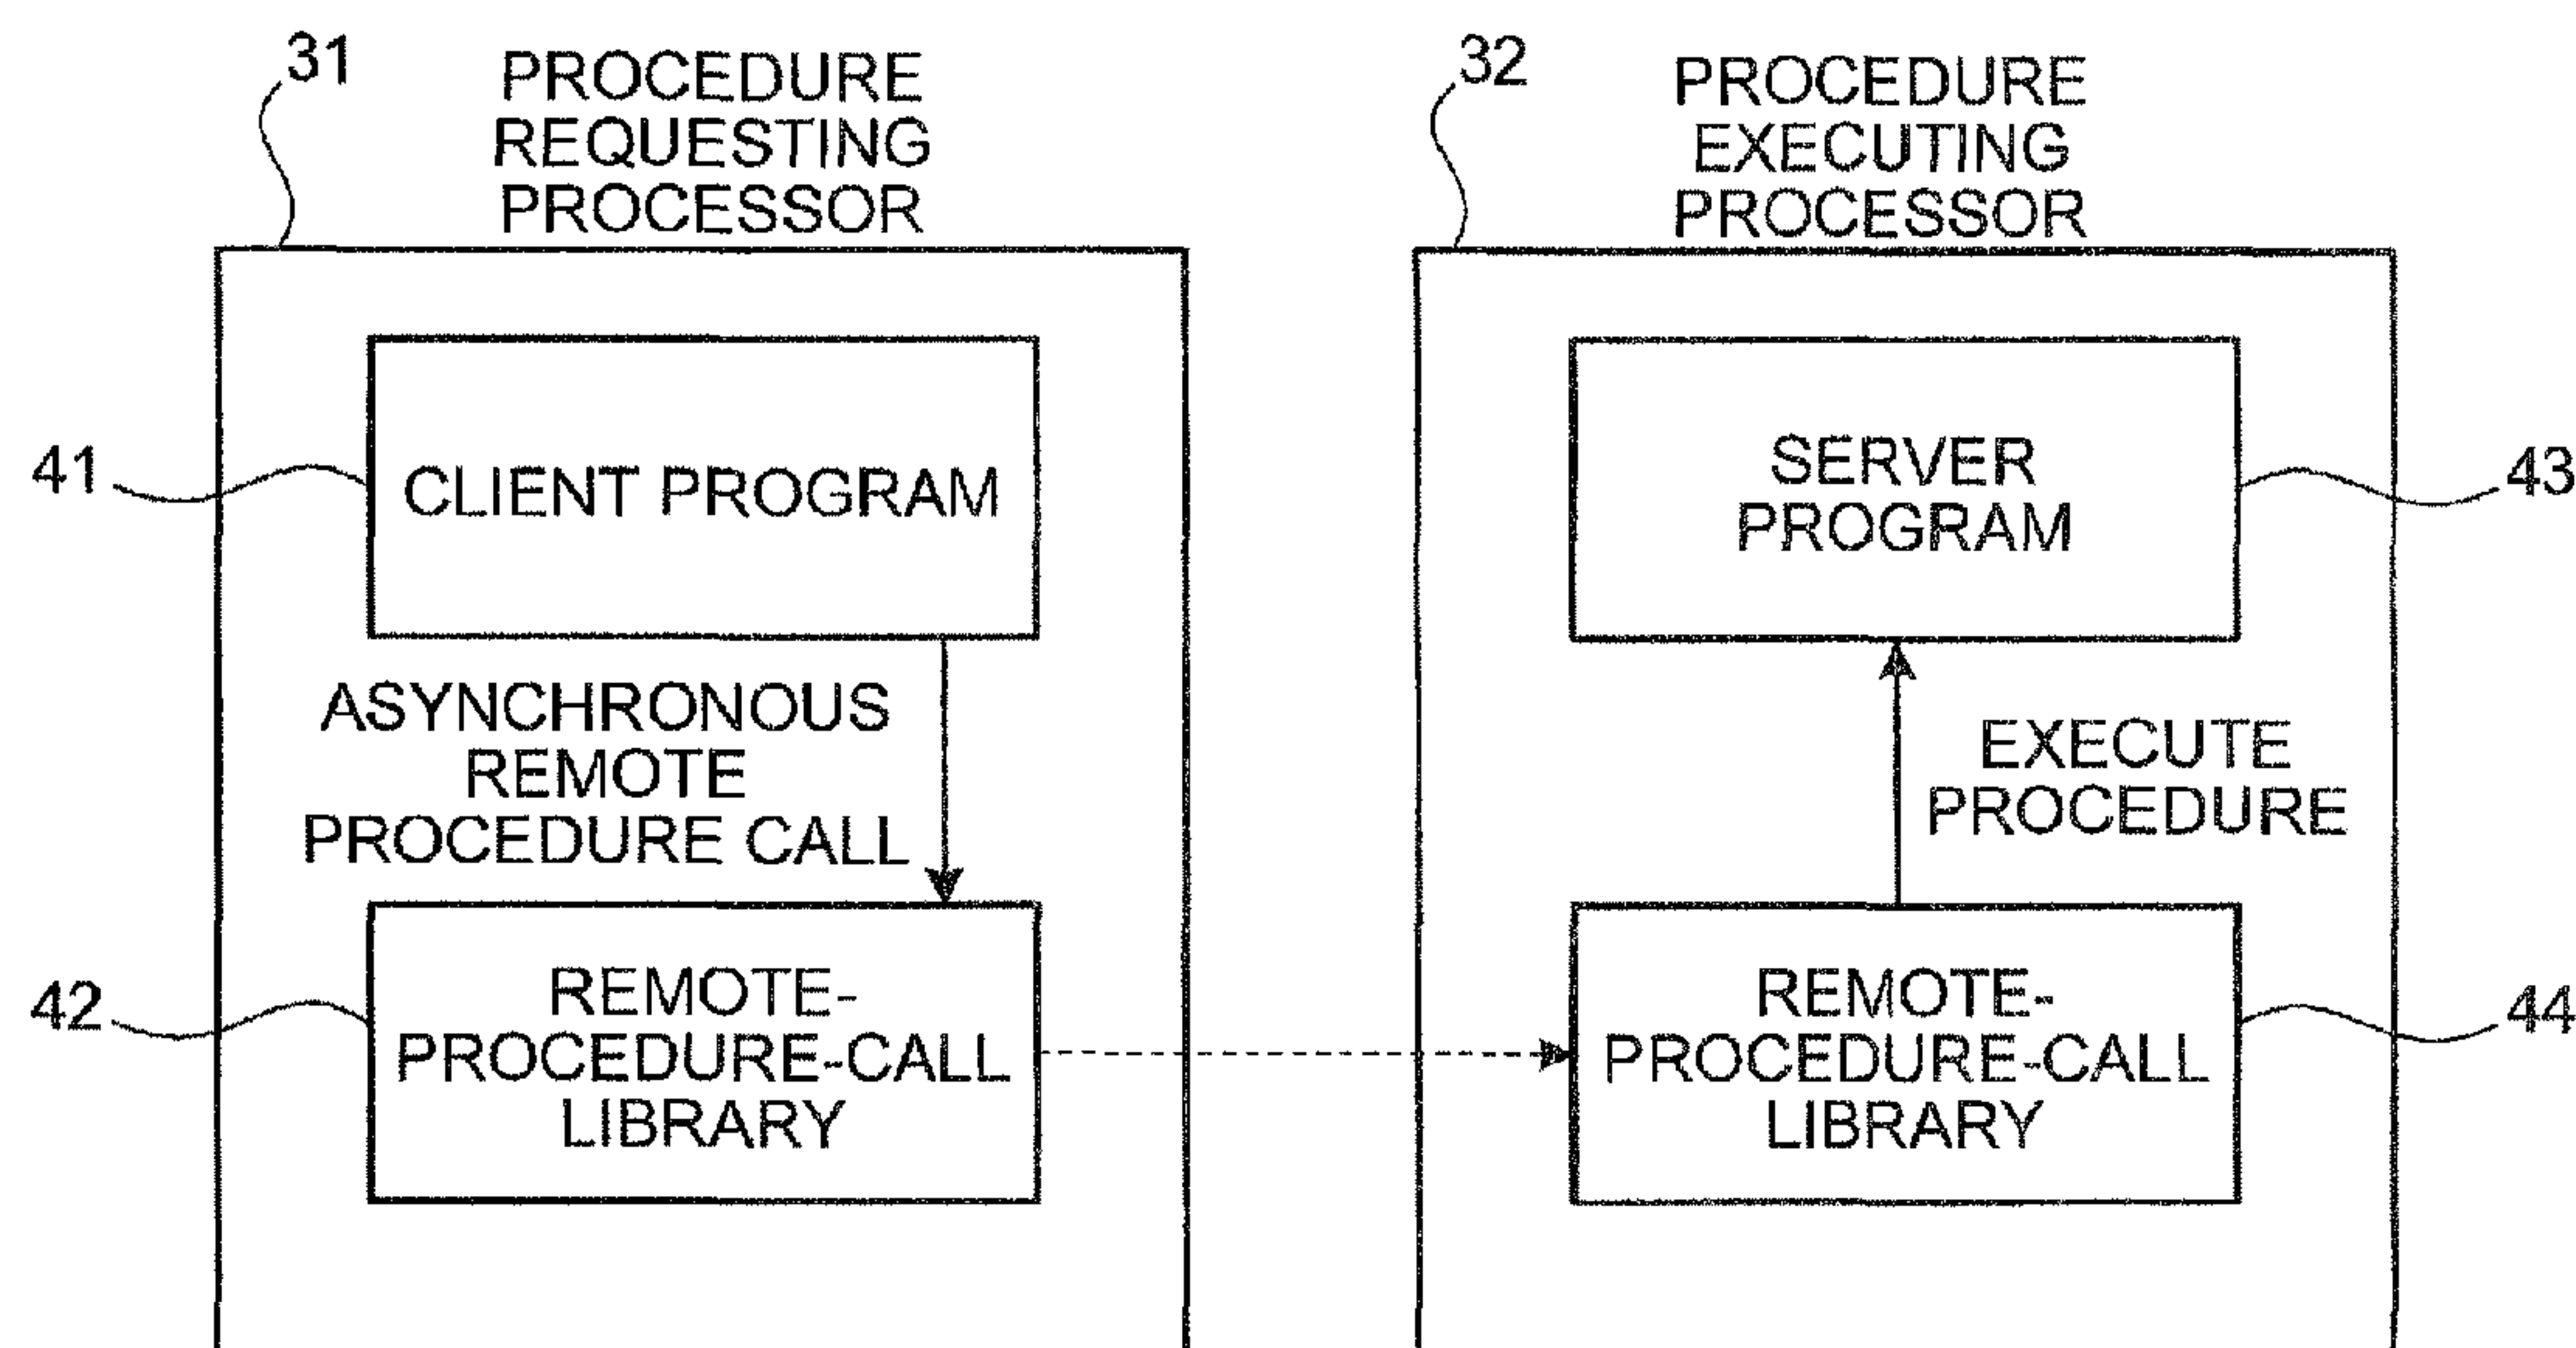 31
PROCEDURE
REQUESTING
PROCESSOR
32
PROCEDURE
EXECUTING
PROCESSOR
41
CLIENT PROGRAM
SERVER
PROGRAM
43
ASYNCHRONOUS
REMOTE
PROCEDURE CALL
EXECUTE
PROCEDURE
42
REMOTE-
PROCEDURE-CALL
LIBRARY
REMOTE-
PROCEDURE-CALL
LIBRARY
44